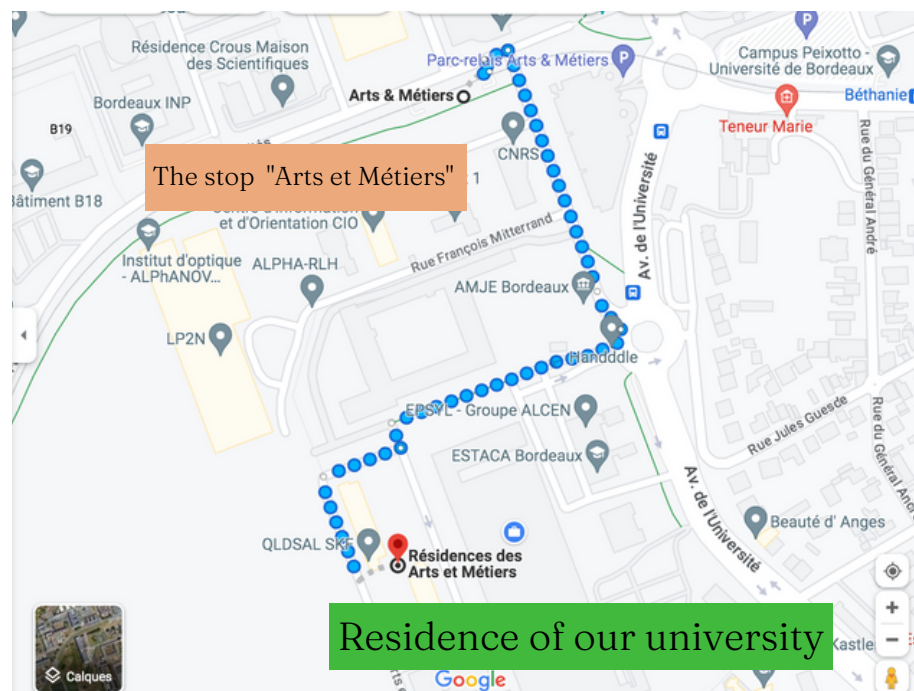 Résidence Crous Maison
des Scientifiques
Parc-relais Arts & Métiers
P
P
Campus Peixotto -
Université de Bordeaux
Arts & Métiers
Bordeaux INP
Béthanie
B19
Teneur Marie
CNRS
The stop "Arts et Métiers"
1
Bâtiment B18
et d'Orientation CIO
Rue du Général André
Av. de l'Université
Rue François Mitterrand
Institut d'optique
- ALPhANOV...
ALPHA-RLH
AMJE Bordeaux
LP2N
Handddle
EPSYL - Groupe ALCEN
Rue Jules Guesde
Rue du Général André
ESTACA Bordeaux
Av. de l'Université
Beauté d' Anges
QLDSAL SKF
Résidences des
Arts et Métiers
Residence of our university
Kastle
Calques
Google